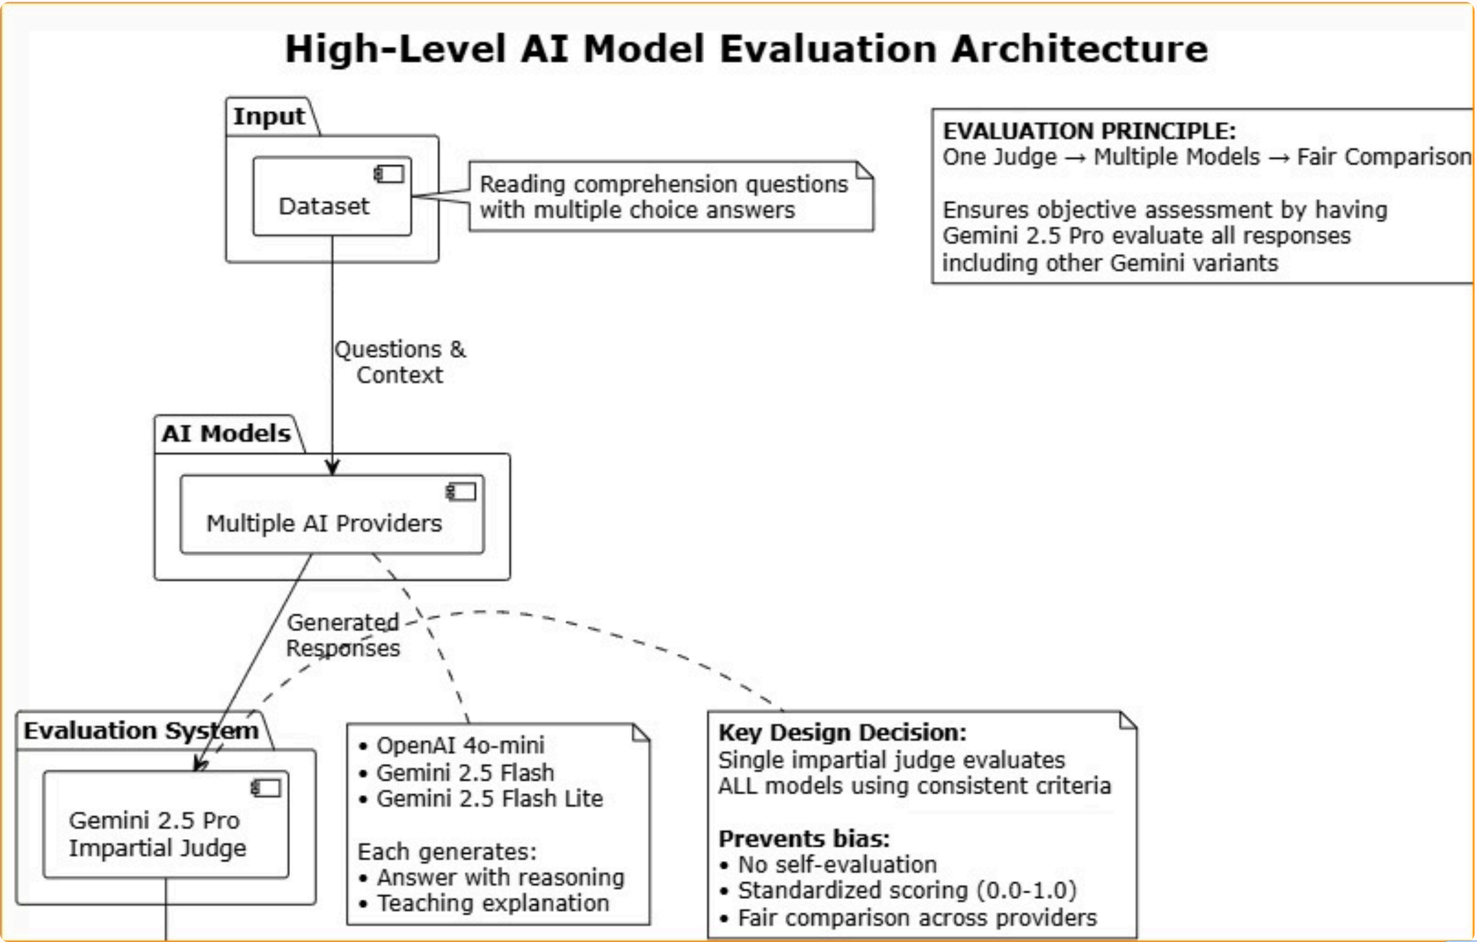 High-Level AI Model Evaluation Architecture
Input
Dataset
Reading comprehension questions
with multiple choice answers
EVALUATION PRINCIPLE:
One Judge → Multiple Models → Fair Comparison
Ensures objective assessment by having
Gemini 2.5 Pro evaluate all responses
including other Gemini variants
Questions &
Context
AI Models
Multiple AI Providers
Generated
Responses
Evaluation System
Gemini 2.5 Pro
Impartial Judge
• OpenAI 4o-mini
• Gemini 2.5 Flash
• Gemini 2.5 Flash Lite
Each generates:
• Answer with reasoning
• Teaching explanation
Key Design Decision:
Single impartial judge evaluates
ALL models using consistent criteria
Prevents bias:
• No self-evaluation
• Standardized scoring (0.0-1.0)
• Fair comparison across providers